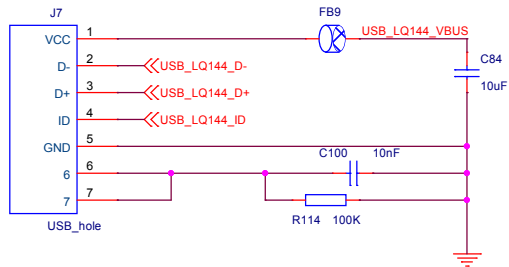 J7
FB9
VCC 1 USB_LQ144_VBUS
D- 2 USB_LQ144_D-
C84
D+ 3 USB_LQ144_D+
10uF
ID 4 USB_LQ144_ID
GND 5
C100 10nF
6 6
7 7
R114 100K
USB_hole